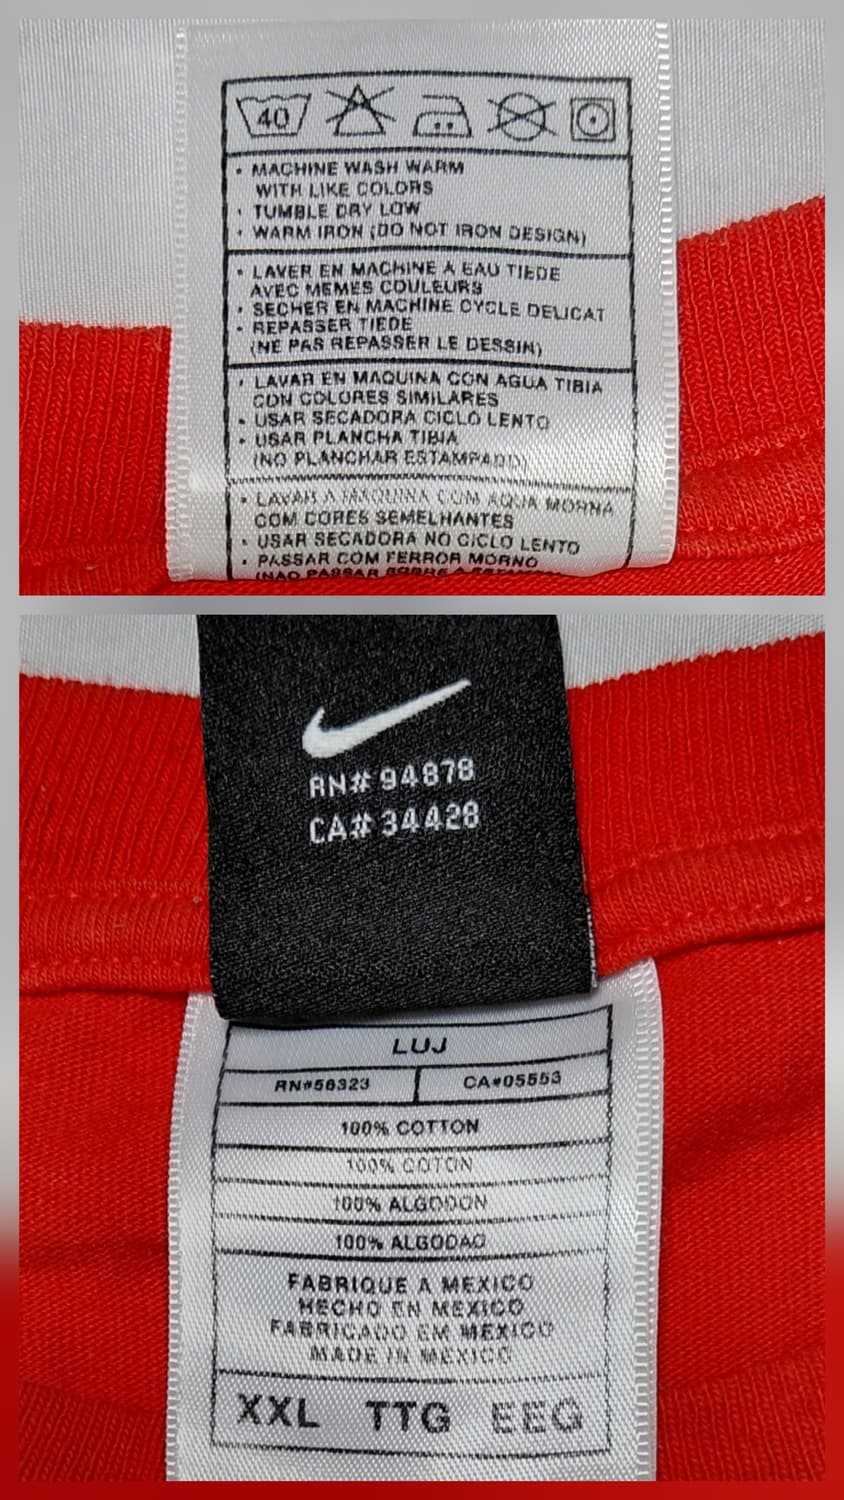 40
• MACHINE WASH WARM
WITH LIKE COLORS
• TUMBLE DRY LOW
• WARM IRON (DO NOT IRON DESIGN)
• LAVER EN MACHINE A EAU TIEDE
AVEC MEMES COULEURS
• SECHER EN MACHINE CYCLE DELICAT
• REPASSER TIEDE
(NE PAS REPASSER LE DESSIN)
• LAVAR EN MAQUINA CON AGUA TIBIA
CON COLORES SIMILARES
• USAR SECADORA CICLO LENTO
• USAR PLANCHA TIBIA
(NO PLANCHAR ESTAMPADO)
• LAVAR A MAQUINA COM AQUA MORNA
COM CORES SEMELHANTES
• USAR SECADORA NO CICLO LENTO
• PASSAR COM FERROR MORNO
(NAO PASSAR SOBRE A
RN# 94878
CA# 34428
LUJ
RN#56323 CA#05553
100% COTTON
100% COTON
100% ALGODON
100% ALGODAO
FABRIQUE A MEXICO
HECHO EN MEXICO
FABRICADO EM MEXICO
MADE IN MEXICO
XXL TTG EEG